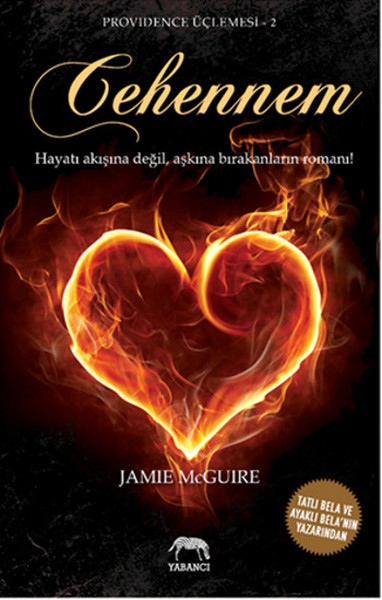 PROVIDENCE ÜÇLEMESİ - 2
Cehennem
Hayatı akışına değil, aşkına bırakanların romanı!
JAMIE McGUIRE
TATLI BELA VE
AYAKLI BELA'NIN
YAZARINDAN
YABANCI